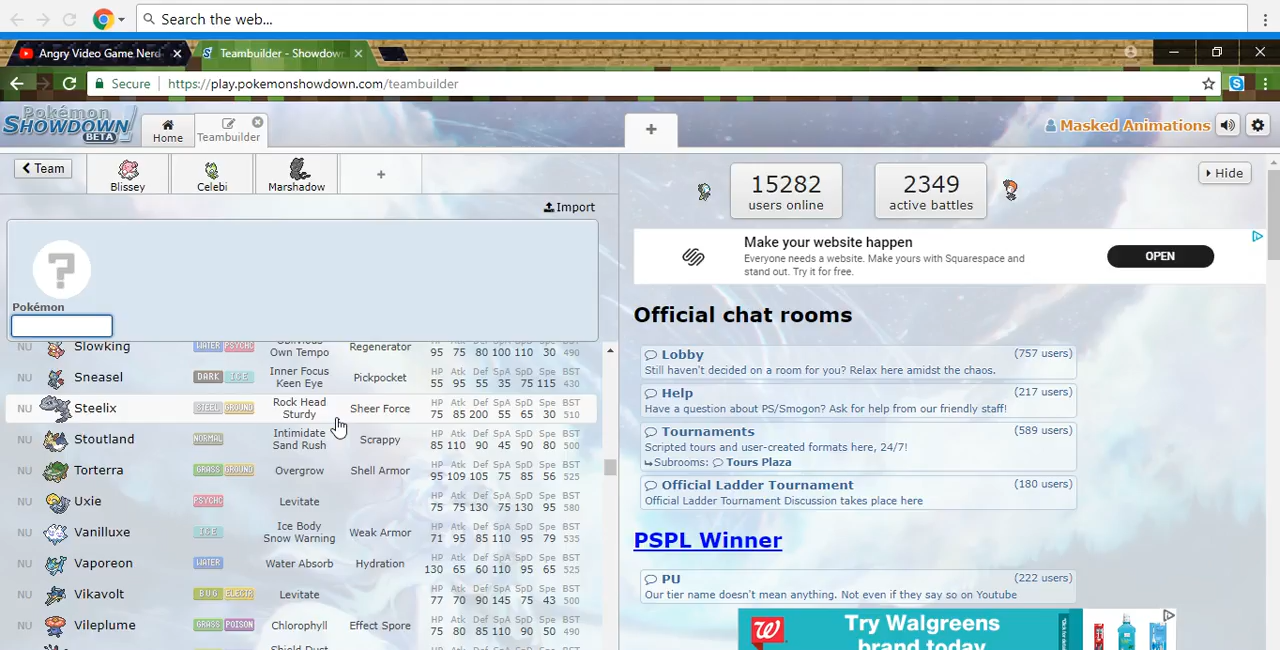 Search the web...
Angry Video Game Nerd
Teambuilder - Showdown
Secure https://play.pokemonshowdown.com/teambuilder
Pokémon
SHOWDOWN
BETA
Home
Teambuilder
+
Masked Animations
< Team
Blissey
Celebi
Marshadow
+
Import
?
Pokémon
NU Slowking WATER PSYCHC Own Tempo Regenerator HP 95 Atk 75 Def 80 SpA 100 SpD 110 Spe 30 BST 490
NU Sneasel DARK ICE Inner Focus Keen Eye Pickpocket HP 55 Atk 95 Def 55 SpA 35 SpD 75 Spe 115 BST 430
NU Steelix STEEL GROUND Rock Head Sturdy Sheer Force HP 75 Atk 85 Def 200 SpA 55 SpD 65 Spe 30 BST 510
NU Stoutland NORMAL Intimidate Sand Rush Scrappy HP 85 Atk 110 Def 90 SpA 45 SpD 90 Spe 80 BST 500
NU Torterra GRASS GROUND Overgrow Shell Armor HP 95 Atk 109 Def 105 SpA 75 SpD 85 Spe 56 BST 525
NU Uxie PSYCHC Levitate HP 75 Atk 75 Def 130 SpA 75 SpD 130 Spe 95 BST 580
NU Vanilluxe ICE Ice Body Snow Warning Weak Armor HP 71 Atk 95 Def 85 SpA 110 SpD 95 Spe 79 BST 535
NU Vaporeon WATER Water Absorb Hydration HP 130 Atk 65 Def 60 SpA 110 SpD 95 Spe 65 BST 525
NU Vikavolt BUG ELECTR Levitate HP 77 Atk 70 Def 90 SpA 145 SpD 75 Spe 43 BST 500
NU Vileplume GRASS POISON Chlorophyll Effect Spore HP 75 Atk 80 Def 85 SpA 110 SpD 90 Spe 50 BST 490
Shield Dust HP Atk Def SpA SpD Spe BST
15282
users online
2349
active battles
Hide
Make your website happen
Everyone needs a website. Make yours with Squarespace and
stand out. Try it for free.
OPEN
Official chat rooms
Lobby (757 users)
Still haven't decided on a room for you? Relax here amidst the chaos.
Help (217 users)
Have a question about PS/Smogon? Ask for help from our friendly staff!
Tournaments (589 users)
Scripted tours and user-created formats here, 24/7!
Subrooms: Tours Plaza
Official Ladder Tournament (180 users)
Official Ladder Tournament Discussion takes place here
PSPL Winner
PU (222 users)
Our tier name doesn't mean anything. Not even if they say so on Youtube
W
Try Walgreens
brand today